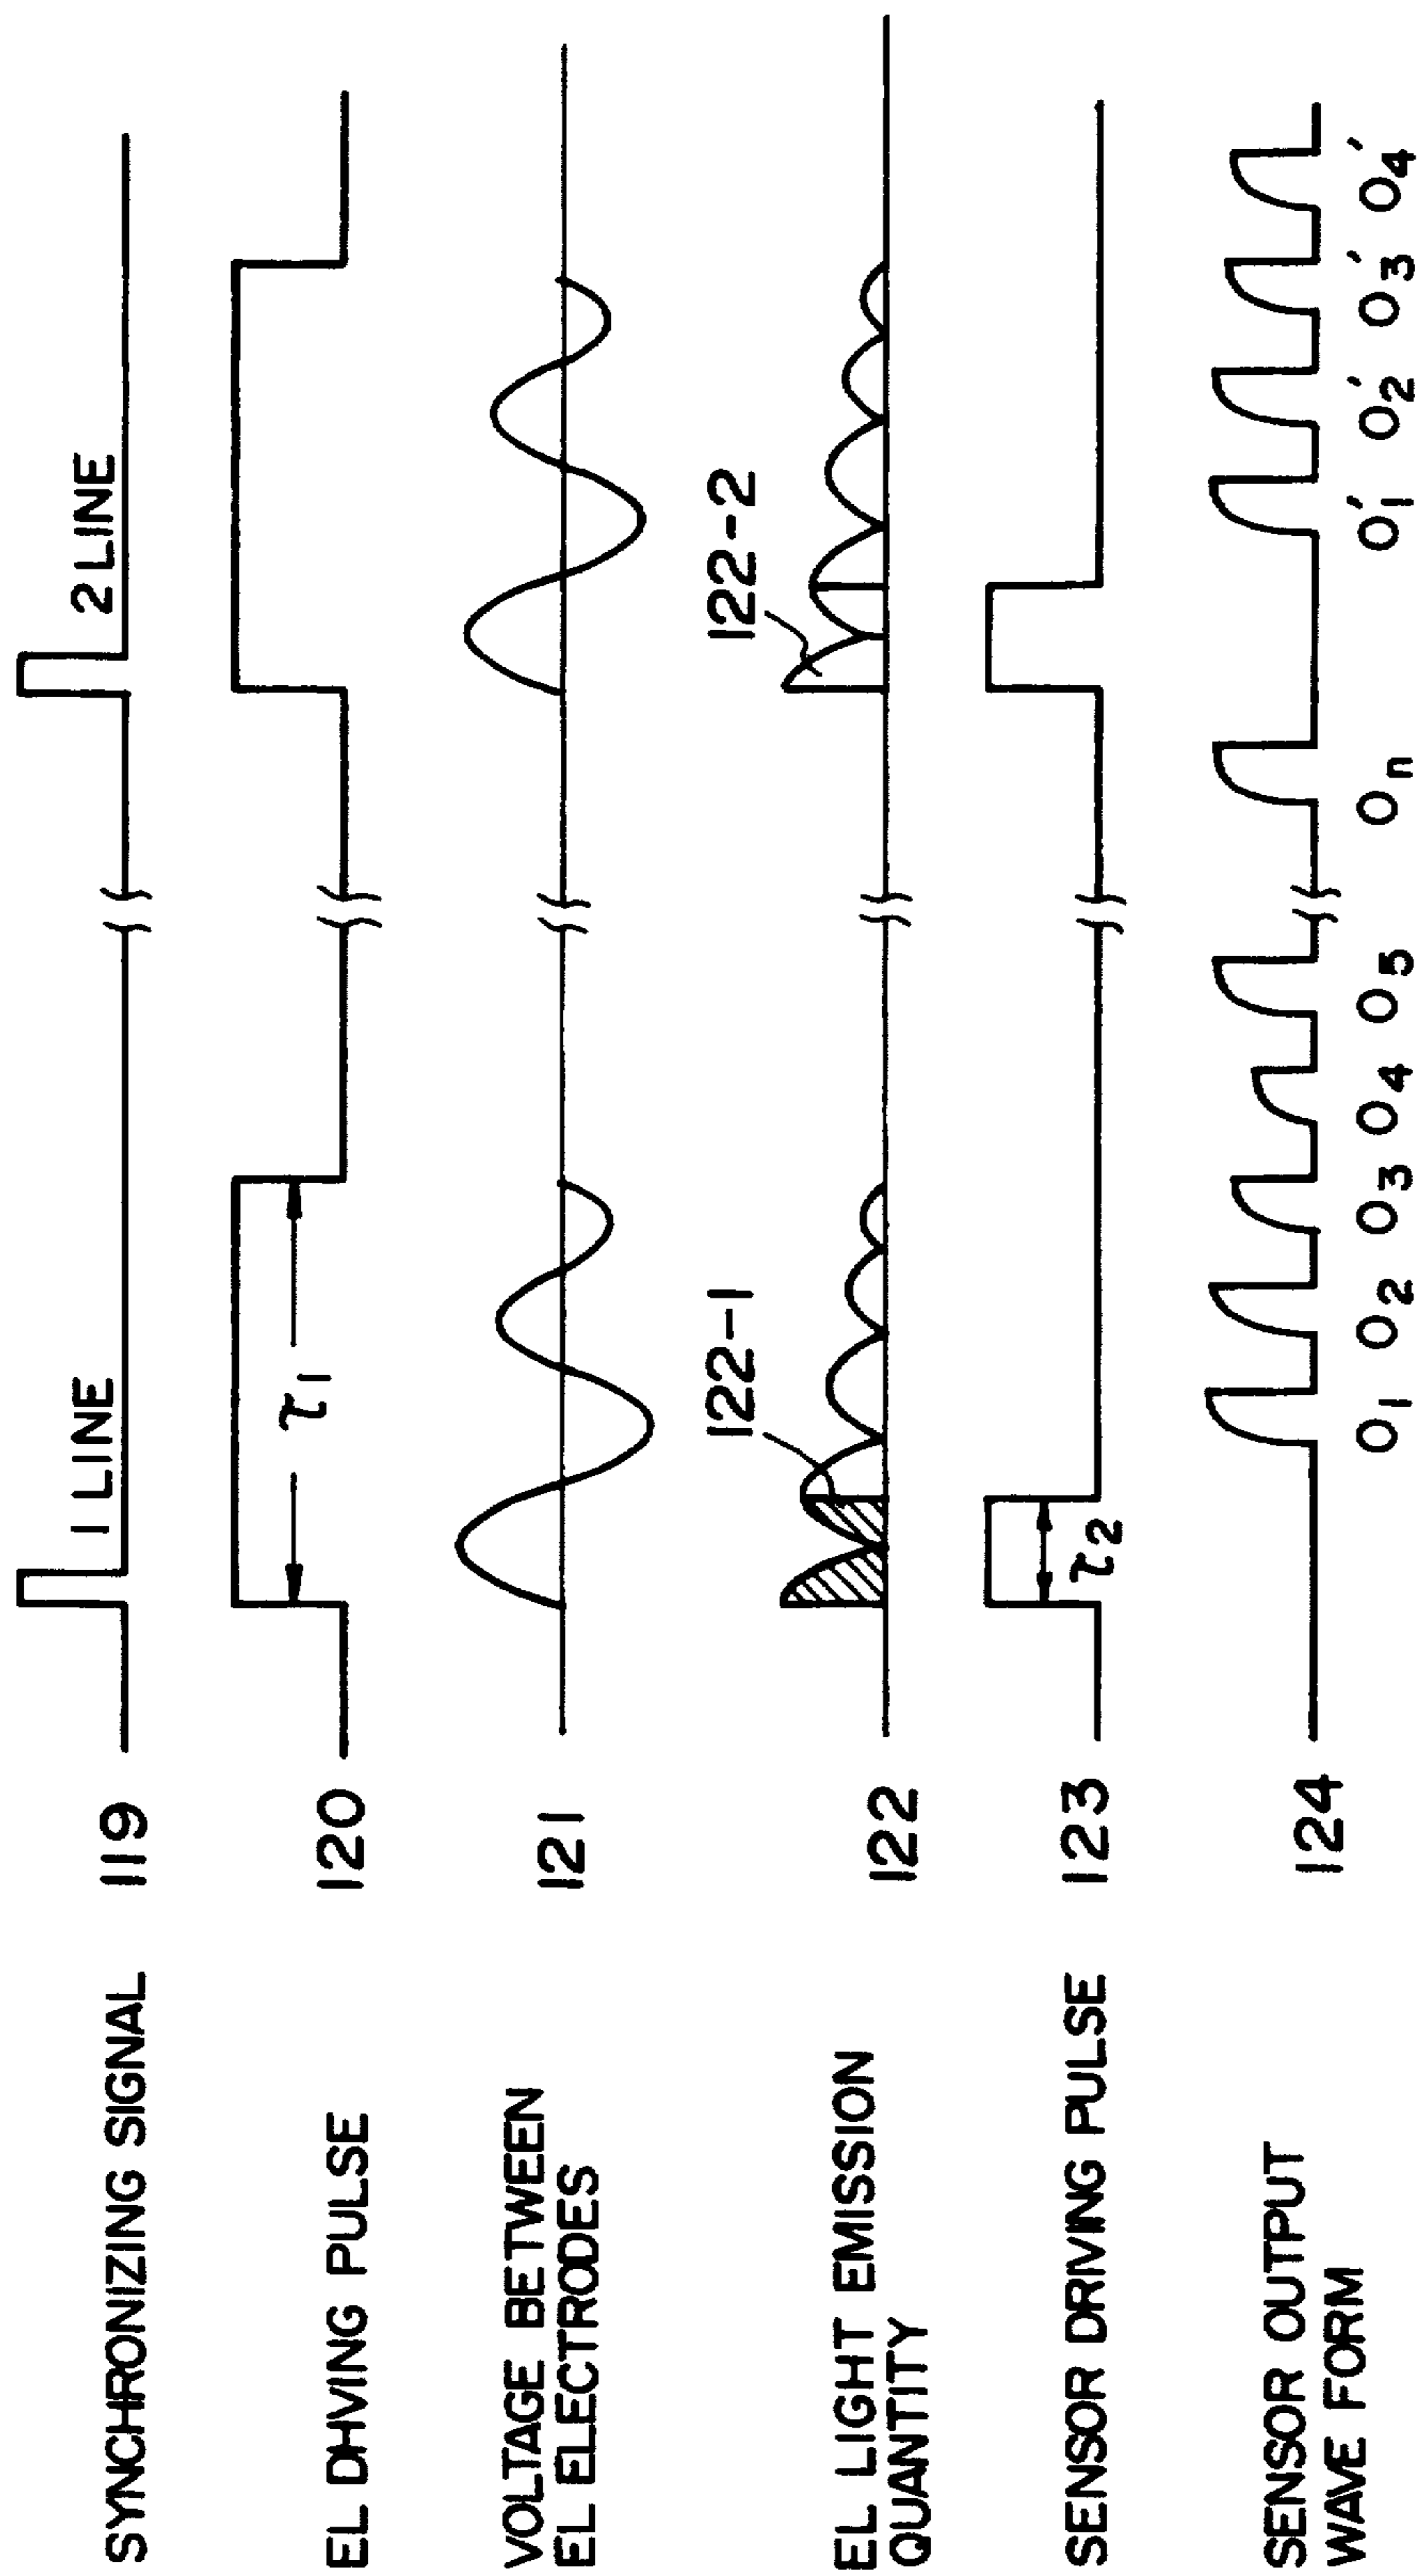 SYNCHRONIZING SIGNAL 119
1 LINE
2 LINE
EL DHVING PULSE 120
τ1
VOLTAGE BETWEEN
EL ELECTRODES
121
EL LIGHT EMISSION
QUANTITY
122
122-1
122-2
SENSOR DRIVING PULSE 123
τ2
SENSOR OUTPUT
WAVE FORM
124
O1 O2 O3 O4 O5 On O1' O2' O3' O4'